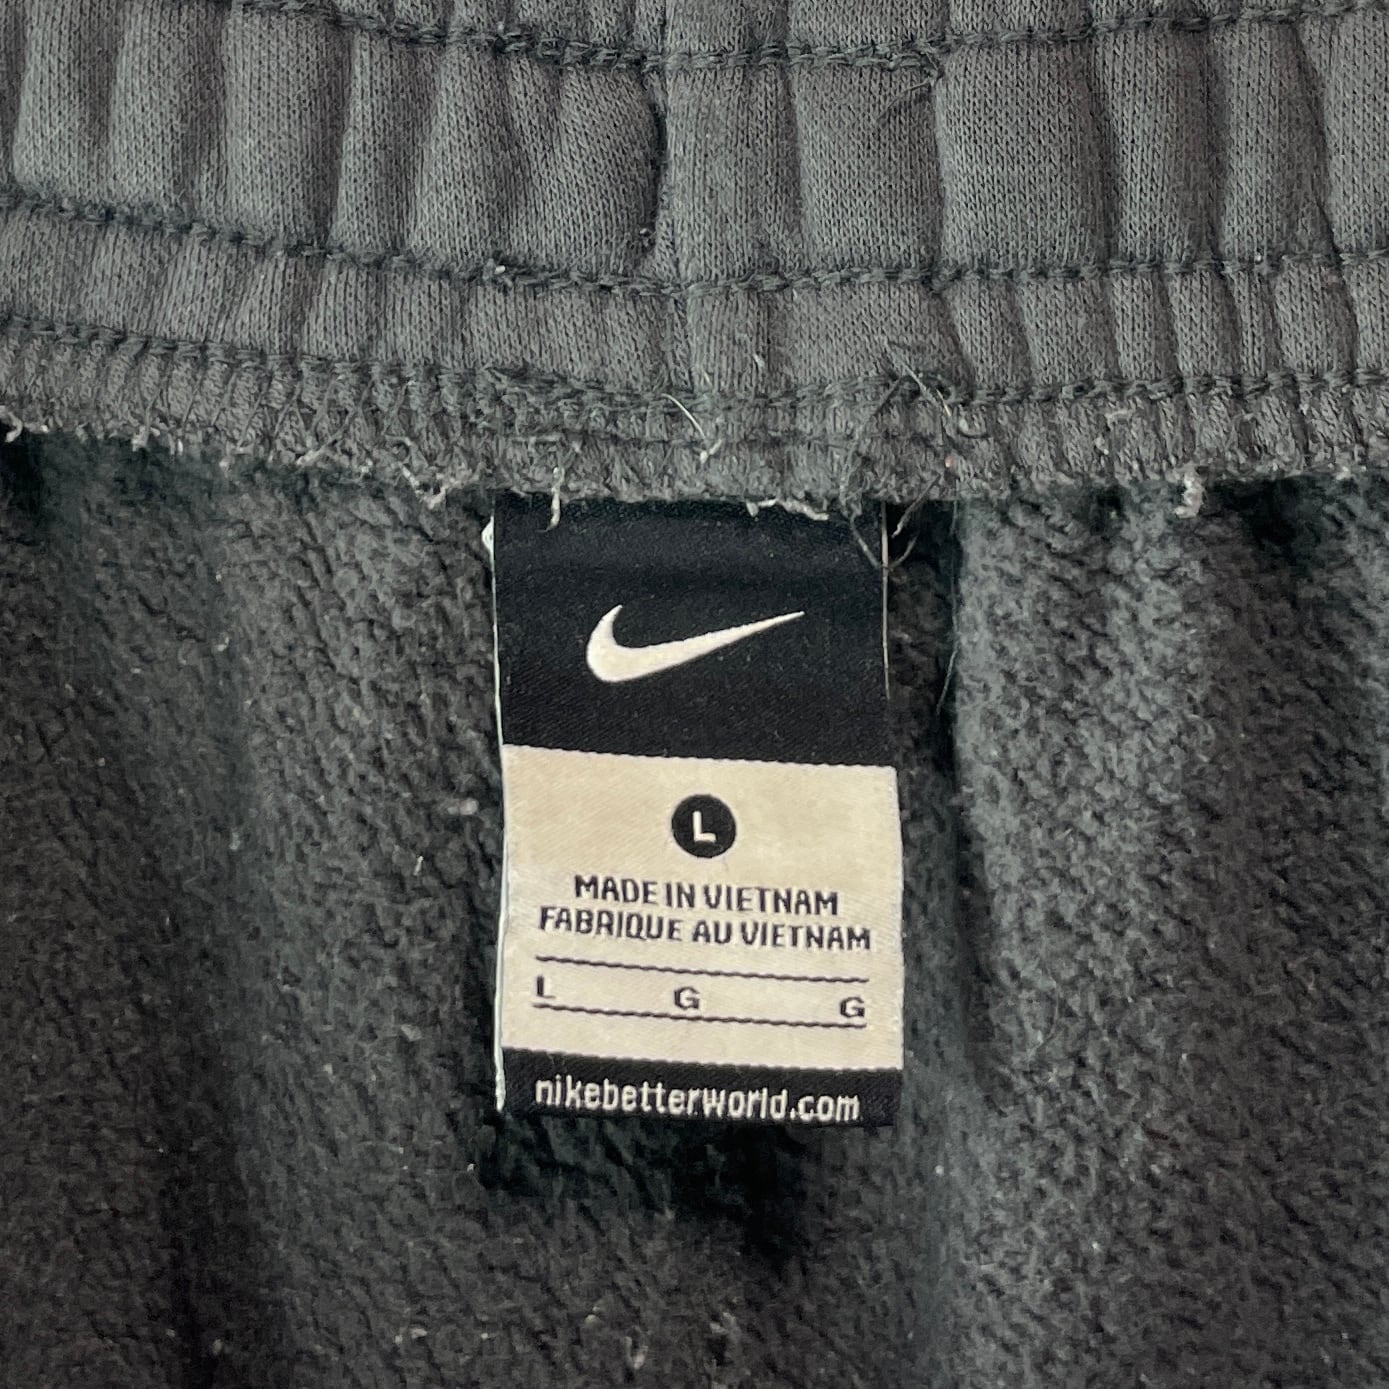 L
MADE IN VIETNAM
FABRIQUE AU VIETNAM
L G G
nikebetterworld.com